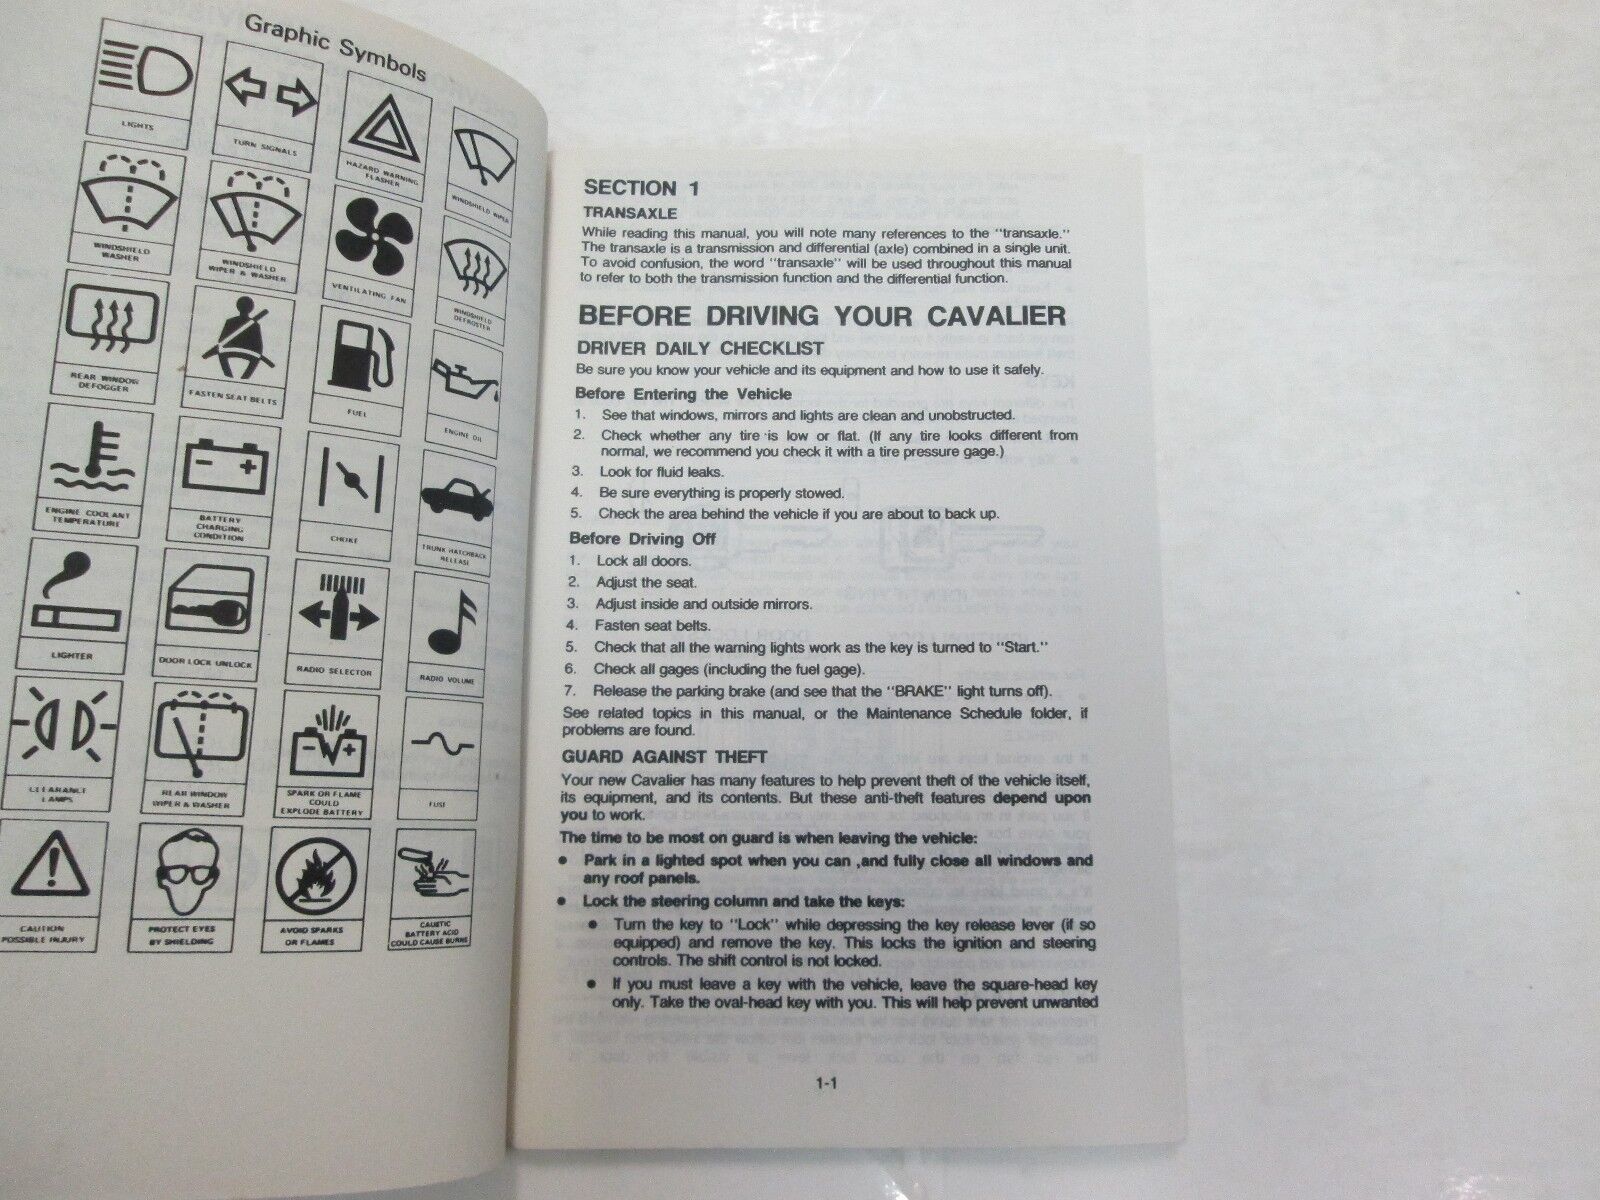 Graphic Symbols
LIGHTS
TURN SIGNALS
HAZARD WARNING
FLASHER
WINDSHIELD WIPER
WINDSHIELD
WASHER
WINDSHIELD
WIPER & WASHER
VENTILATING FAN
WINDSHIELD
DEFROSTER
REAR WINDOW
DEFOGGER
FASTEN SEAT BELTS
FUEL
ENGINE OIL
ENGINE COOLANT
TEMPERATURE
BATTERY
CHARGING
CONDITION
CHOKE
TRUNK HATCHBACK
RELEASE
LIGHTER
DOOR LOCK UNLOCK
RADIO SELECTOR
RADIO VOLUME
CLEARANCE
LAMPS
REAR WINDOW
WIPER & WASHER
SPARK OR FLAME
COULD
EXPLODE BATTERY
FUSE
CAUTION
POSSIBLE INJURY
PROTECT EYES
BY SHIELDING
AVOID SPARKS
OR FLAMES
CAUSTIC
BATTERY ACID
COULD CAUSE BURNS
SECTION 1
TRANSAXLE
While reading this manual, you will note many references to the "transaxle."
The transaxle is a transmission and differential (axle) combined in a single unit.
To avoid confusion, the word "transaxle" will be used throughout this manual
to refer to both the transmission function and the differential function.
BEFORE DRIVING YOUR CAVALIER
DRIVER DAILY CHECKLIST
Be sure you know your vehicle and its equipment and how to use it safely.
Before Entering the Vehicle
1. See that windows, mirrors and lights are clean and unobstructed.
2. Check whether any tire is low or flat. (If any tire looks different from
normal, we recommend you check it with a tire pressure gage.)
3. Look for fluid leaks.
4. Be sure everything is properly stowed.
5. Check the area behind the vehicle if you are about to back up.
Before Driving Off
1. Lock all doors.
2. Adjust the seat.
3. Adjust inside and outside mirrors.
4. Fasten seat belts.
5. Check that all the warning lights work as the key is turned to "Start."
6. Check all gages (including the fuel gage).
7. Release the parking brake (and see that the "BRAKE" light turns off).
See related topics in this manual, or the Maintenance Schedule folder, if
problems are found.
GUARD AGAINST THEFT
Your new Cavalier has many features to help prevent theft of the vehicle itself,
its equipment, and its contents. But these anti-theft features depend upon
you to work.
The time to be most on guard is when leaving the vehicle:
● Park in a lighted spot when you can ,and fully close all windows and
any roof panels.
● Lock the steering column and take the keys:
● Turn the key to "Lock" while depressing the key release lever (if so
equipped) and remove the key. This locks the ignition and steering
controls. The shift control is not locked.
● If you must leave a key with the vehicle, leave the square-head key
only. Take the oval-head key with you. This will help prevent unwanted
1-1